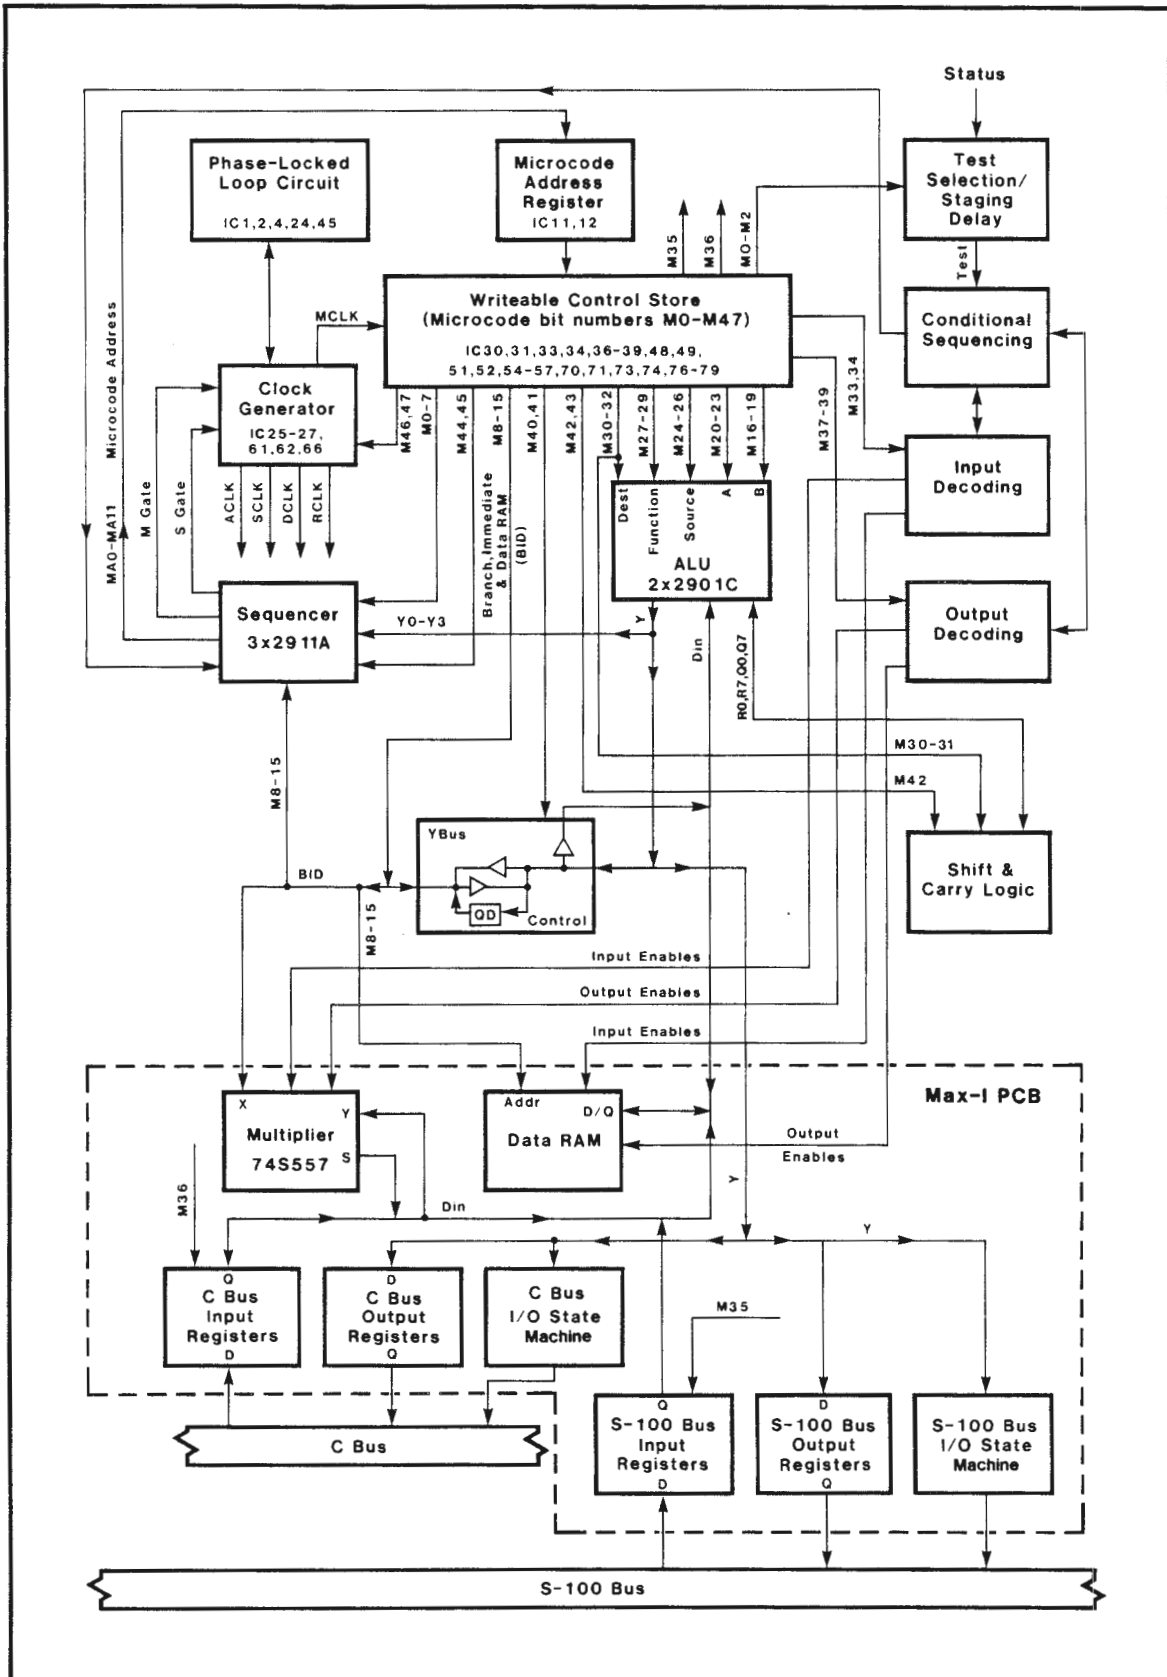 Status
Phase-Locked
Loop Circuit
IC1,2,4,24,45
Microcode
Address
Register
IC11,12
Test
Selection/
Staging
Delay
M35
M36
M0-M2
Test
Writeable Control Store
(Microcode bit numbers M0-M47)
IC30,31,33,34,36-39,48,49,
51,52,54-57,70,71,73,74,76-79
MCLK
Conditional
Sequencing
Microcode Address
MA0-MA11
M Gate
S Gate
Clock
Generator
IC25-27,
61,62,66
ACLK
SCLK
DCLK
RCLK
M46,47
M0-7
M44,45
M8-15
Branch,Immediate
& Data RAM
(BID)
M40,41
M42,43
M30-32
M27-29
M24-26
M20-23
M16-19
M37-39
M33,34
Input
Decoding
Dest
Function
Source
A
B
ALU
2x2901C
Sequencer
3x2911A
Y0-Y3
Y
Din
R0,R7,Q0,Q7
Output
Decoding
M8-15
M30-31
M42
YBus
QD
Control
BID
M8-15
Shift &
Carry Logic
Input Enables
Output Enables
Input Enables
Max-I PCB
X
Y
Multiplier
74S557
S
Addr
D/Q
Data RAM
Output
Enables
M36
Din
Y
Y
Q
C Bus
Input
Registers
D
D
C Bus
Output
Registers
Q
C Bus
I/O State
Machine
M35
Q
S-100 Bus
Input
Registers
D
D
S-100 Bus
Output
Registers
Q
S-100 Bus
I/O State
Machine
C Bus
S-100 Bus